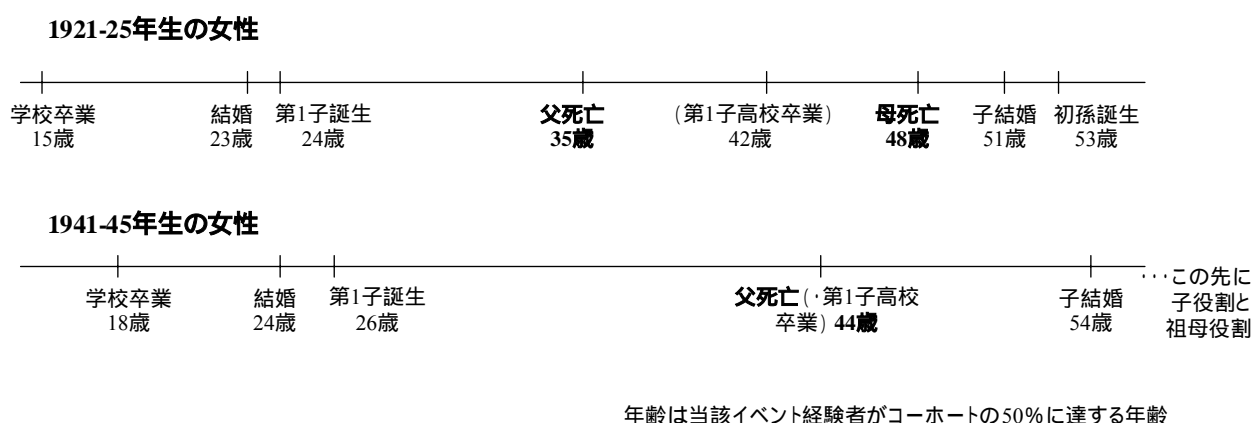 1921-25年生の女性
学校卒業 結婚 第1子誕生 父死亡 (第1子高校卒業) 母死亡 子結婚 初孫誕生
15歳 23歳 24歳 35歳 42歳 48歳 51歳 53歳
1941-45年生の女性
･･･この先に
学校卒業 結婚 第1子誕生 父死亡(･第1子高校 子結婚 子役割と
18歳 24歳 26歳 卒業) 44歳 54歳 祖母役割
年齢は当該イベント経験者がコーホートの50%に達する年齢